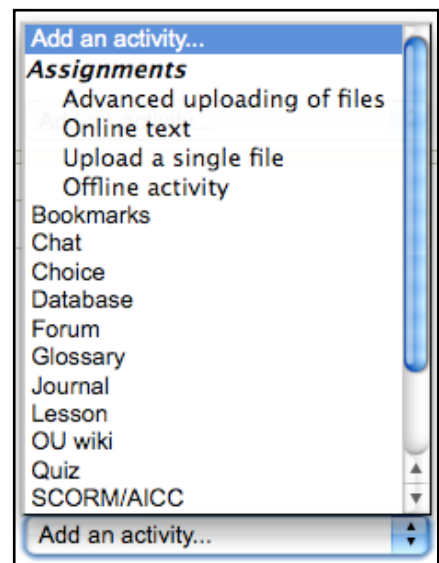 Add an activity...
Assignments
Advanced uploading of files
Online text
Upload a single file
Offline activity
Bookmarks
Chat
Choice
Database
Forum
Glossary
Journal
Lesson
OU wiki
Quiz
SCORM/AICC
Add an activity...